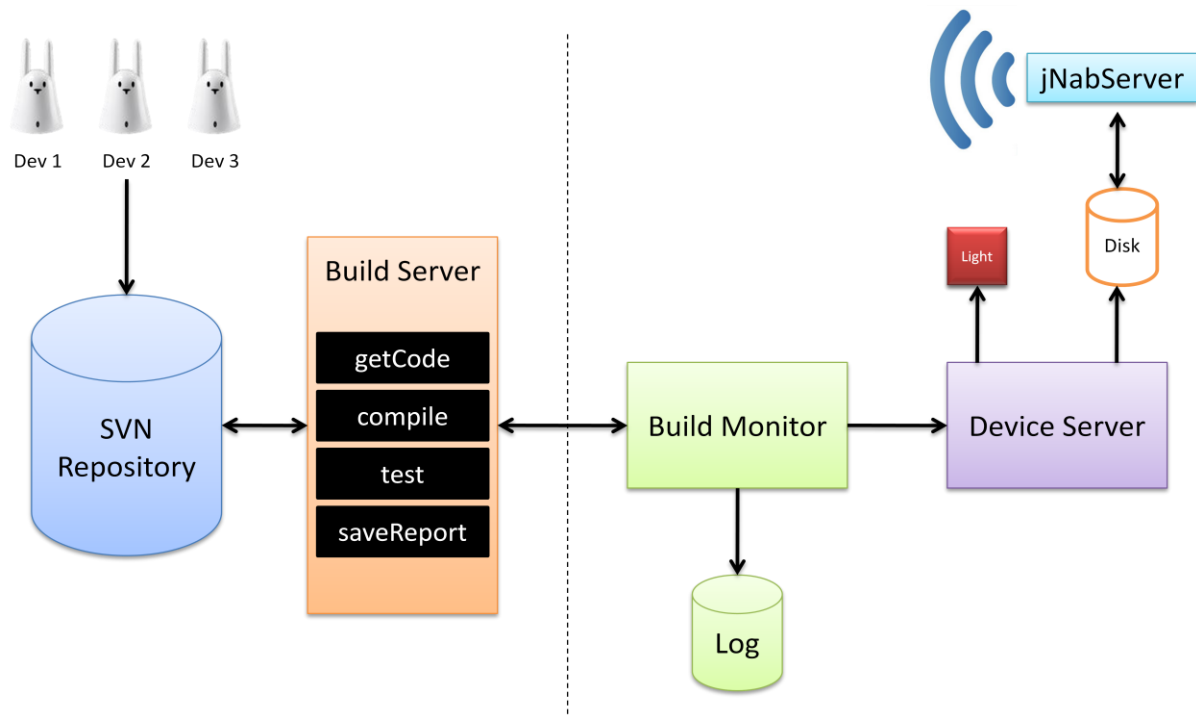 Dev 1
Dev 2
Dev 3
SVN
Repository
Build Server
getCode
compile
test
saveReport
Build Monitor
Log
Device Server
Light
Disk
jNabServer